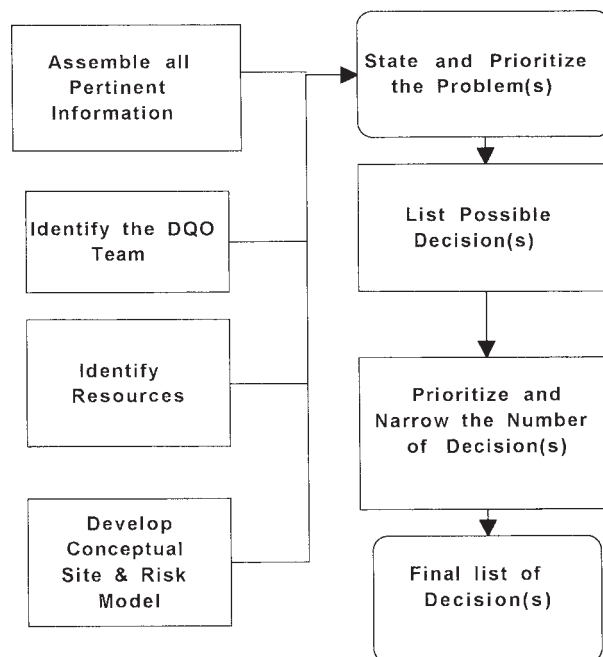 Assemble all
Pertinent
Information
Identify the DQO
Team
Identify
Resources
Develop
Conceptual
Site & Risk
Model
State and Prioritize
the Problem(s)
List Possible
Decision(s)
Prioritize and
Narrow the Number
of Decision(s)
Final list of
Decision(s)